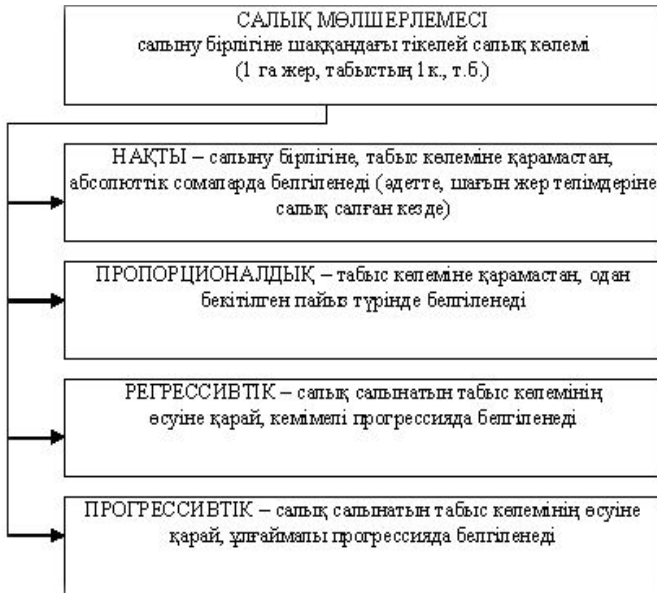 САЛЫҚ МӨЛШЕРЛЕМЕСІ
салыну бірлігіне шаққандағы тікелей салық көлемі
(1 га жер, табыстың 1к., т.б.)
НАҚТЫ – салыну бірлігіне, табыс көлеміне қарамастан,
абсолюттік сомаларда белгіленеді (әдетте, шағын жер телімдеріне
салық салған кезде)
ПРОПОРЦИОНАЛДЫҚ – табыс көлеміне қарамастан, одан
бекітілген пайыз түрінде белгіленеді
РЕГРЕССИВТІК – салық салынатын табыс көлемінің
өсуіне қарай, кемімелі прогрессияда белгіленеді
ПРОГРЕССИВТІК – салық салынатын табыс көлемінің өсуіне
қарай, ұлғаймалы прогрессияда белгіленеді